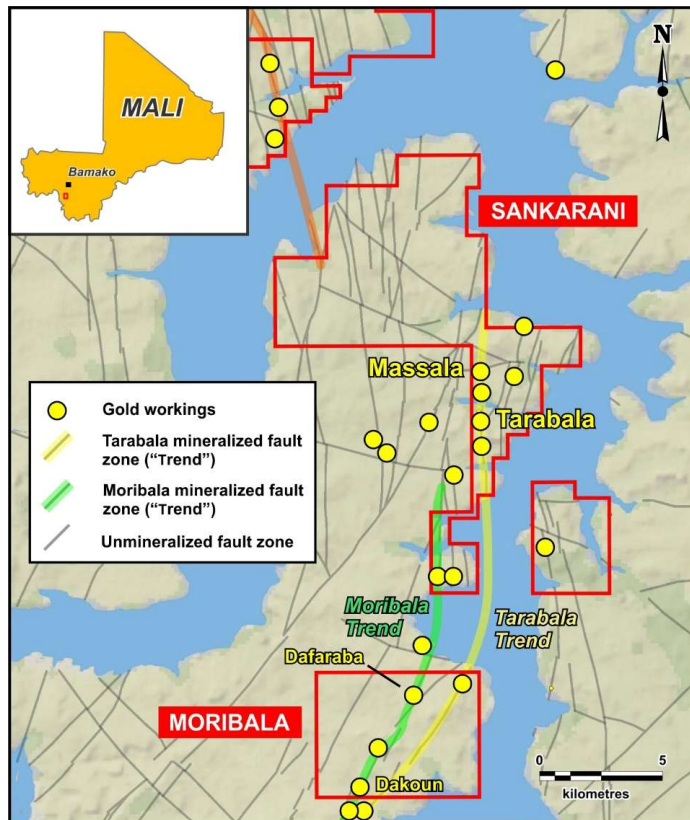 MALI
Bamako
N
SANKARANI
Massala
Tarabala
Gold workings
Tarabala mineralized fault
zone (“Trend”)
Moribala mineralized fault
zone (“Trend”)
Unmineralized fault zone
Moribala
Trend
Tarabala
Trend
Dafaraba
MORIBALA
Dakoun
0 5
kilometres